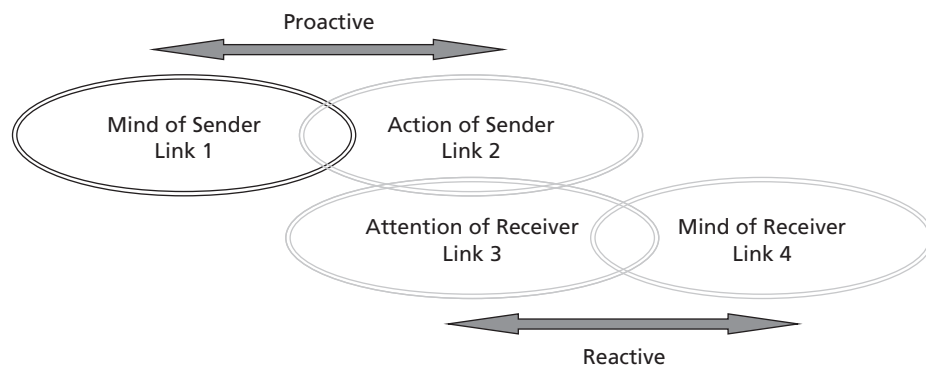 Proactive
Mind of Sender
Link 1
Action of Sender
Link 2
Attention of Receiver
Link 3
Mind of Receiver
Link 4
Reactive